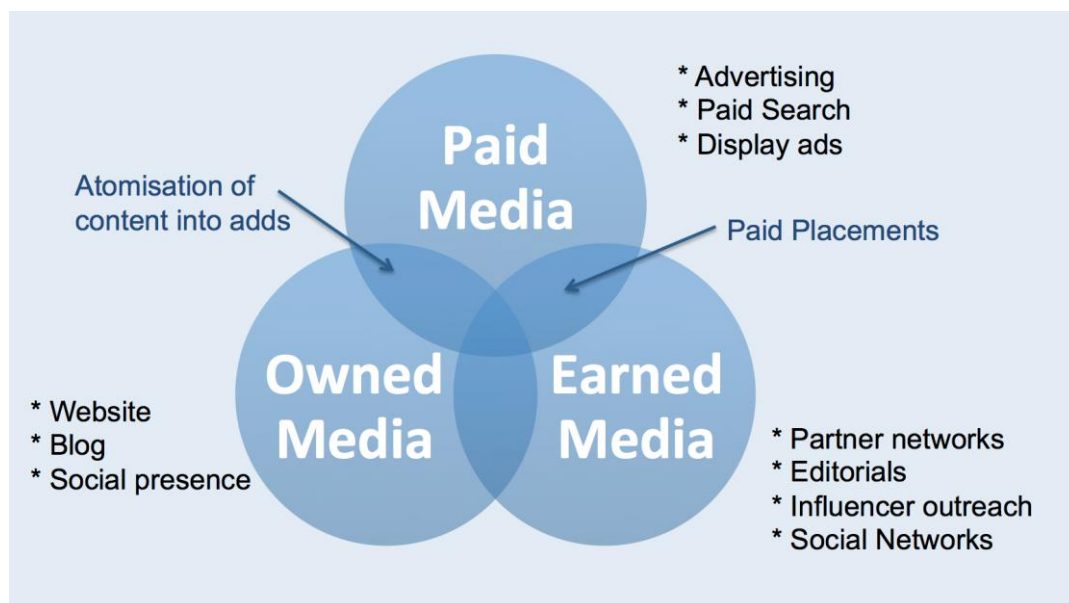 Paid
Media
* Advertising
* Paid Search
* Display ads
Atomisation of
content into adds
Paid Placements
Owned
Media
Earned
Media
* Website
* Blog
* Social presence
* Partner networks
* Editorials
* Influencer outreach
* Social Networks